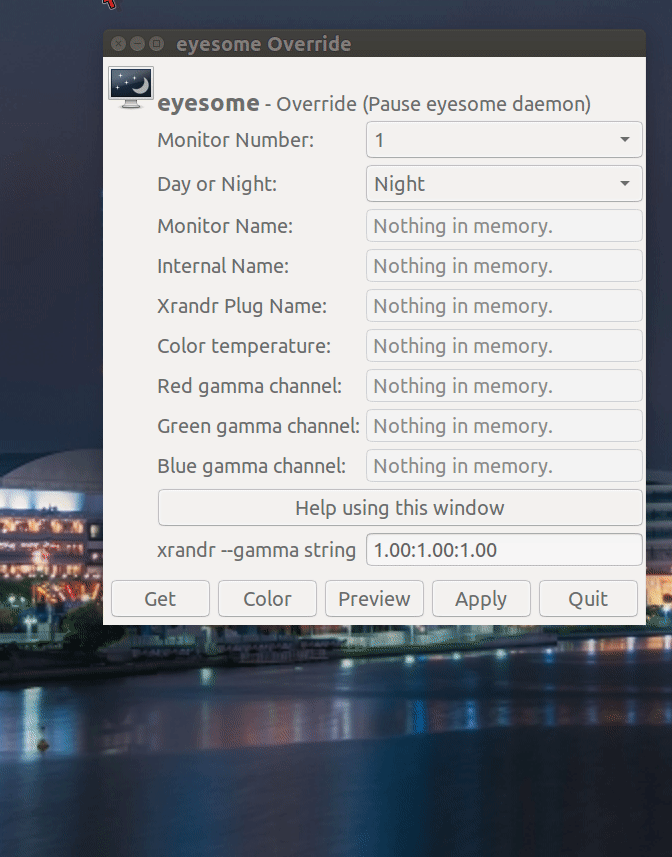 eyesome Override
eyesome - Override (Pause eyesome daemon)
Monitor Number: 1
Day or Night: Night
Monitor Name: Nothing in memory.
Internal Name: Nothing in memory.
Xrandr Plug Name: Nothing in memory.
Color temperature: Nothing in memory.
Red gamma channel: Nothing in memory.
Green gamma channel: Nothing in memory.
Blue gamma channel: Nothing in memory.
Help using this window
xrandr --gamma string 1.00:1.00:1.00
Get Color Preview Apply Quit